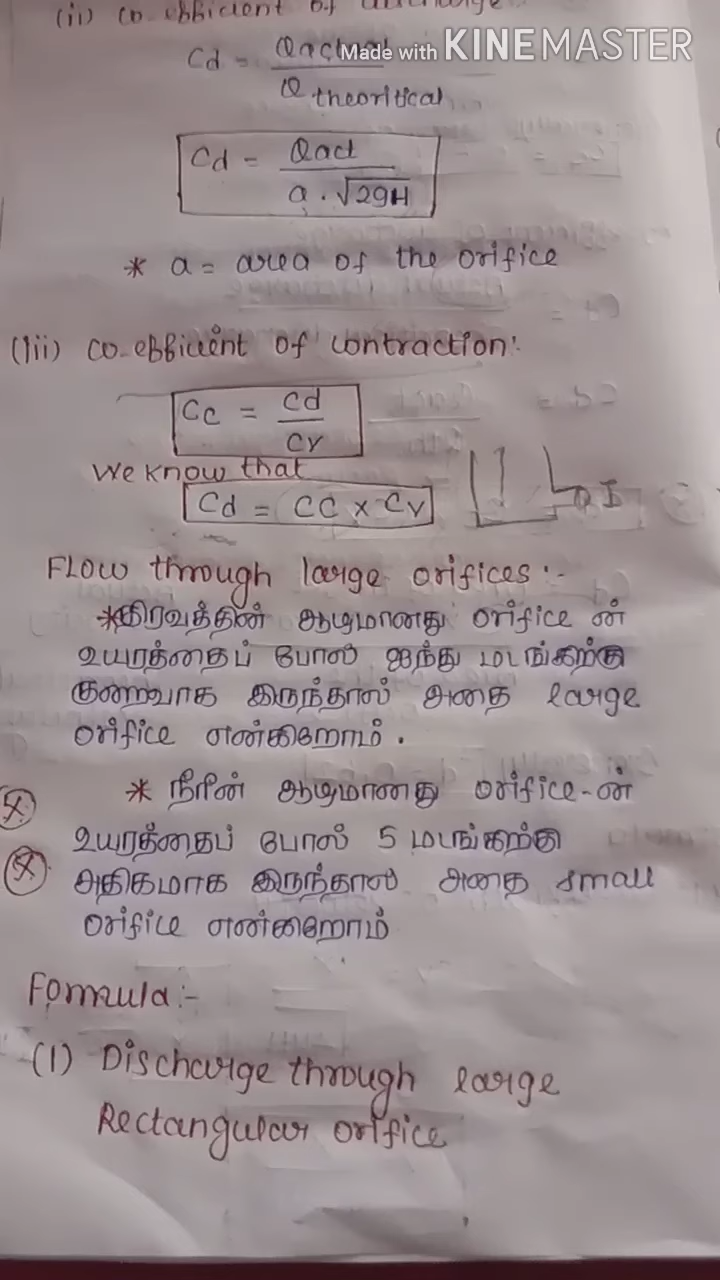 (ii) co-efficient of discharge
Made with KINEMASTER
Cd = Qactual / Q theoritical
Cd = Qact / a . √2gH
* a = area of the orifice
(iii) co-efficient of contraction:
Cc = Cd / Cv
We know that
Cd = CC x Cv
FLOW through large orifices :-
*திரவத்தின் ஆழமானது orifice ன்
உயரத்தைப் போல் ஐந்து மடங்கிற்கு
குறைவாக இருந்தால் அதை large
orifice என்கிறோம் .
* நீரின் ஆழமானது orifice-ன்
உயரத்தைப் போல் 5 மடங்கிற்கு
அதிகமாக இருந்தால் அதை small
orifice என்கிறோம்
Formula :-
(1) Discharge through large
Rectangular orifice